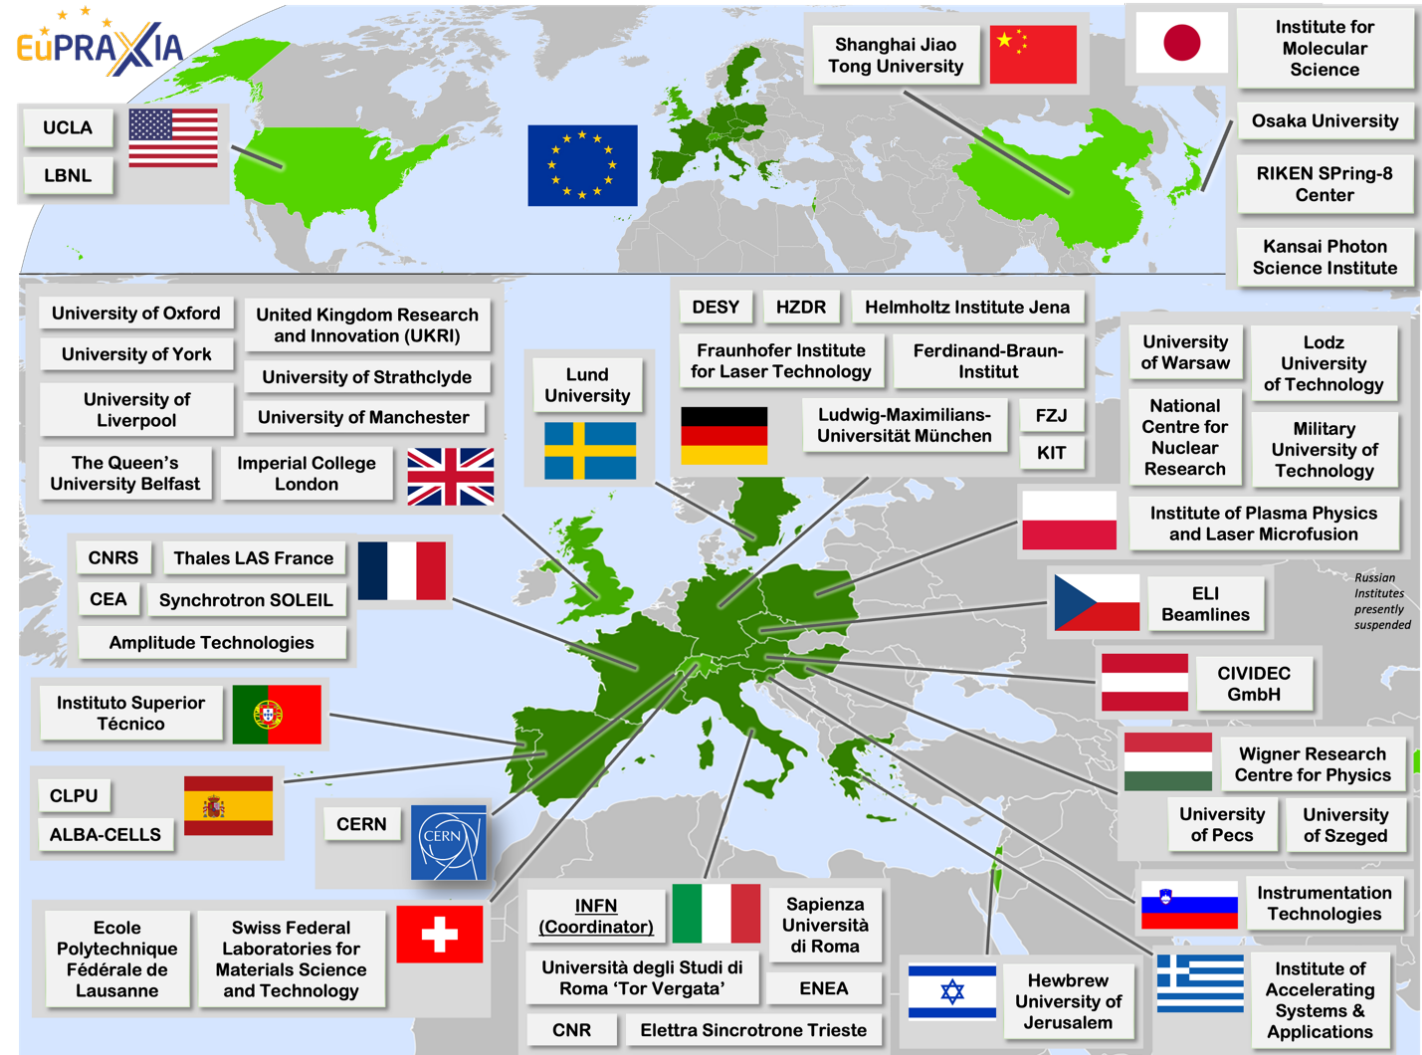 EuPRAXIA
UCLA
LBNL
Shanghai Jiao
Tong University
Institute for
Molecular
Science
Osaka University
RIKEN SPring-8
Center
Kansai Photon
Science Institute
University of Oxford
University of York
University of
Liverpool
The Queen's
University Belfast
United Kingdom Research
and Innovation (UKRI)
University of Strathclyde
University of Manchester
Imperial College
London
Lund
University
DESY
HZDR
Helmholtz Institute Jena
Fraunhofer Institute
for Laser Technology
Ferdinand-Braun-
Institut
Ludwig-Maximilians-
Universität München
FZJ
KIT
University
of Warsaw
Lodz
University
of Technology
National
Centre for
Nuclear
Research
Military
University of
Technology
Institute of Plasma Physics
and Laser Microfusion
CNRS
Thales LAS France
CEA
Synchrotron SOLEIL
Amplitude Technologies
ELI
Beamlines
Russian
Institutes
presently
suspended
CIVIDEC
GmbH
Instituto Superior
Técnico
Wigner Research
Centre for Physics
University
of Pecs
University
of Szeged
CLPU
ALBA-CELLS
CERN
CERN
Instrumentation
Technologies
Ecole
Polytechnique
Fédérale de
Lausanne
Swiss Federal
Laboratories for
Materials Science
and Technology
INFN
(Coordinator)
Sapienza
Università
di Roma
Università degli Studi di
Roma ‘Tor Vergata’
ENEA
CNR
Elettra Sincrotrone Trieste
Hewbrew
University of
Jerusalem
Institute of
Accelerating
Systems &
Applications